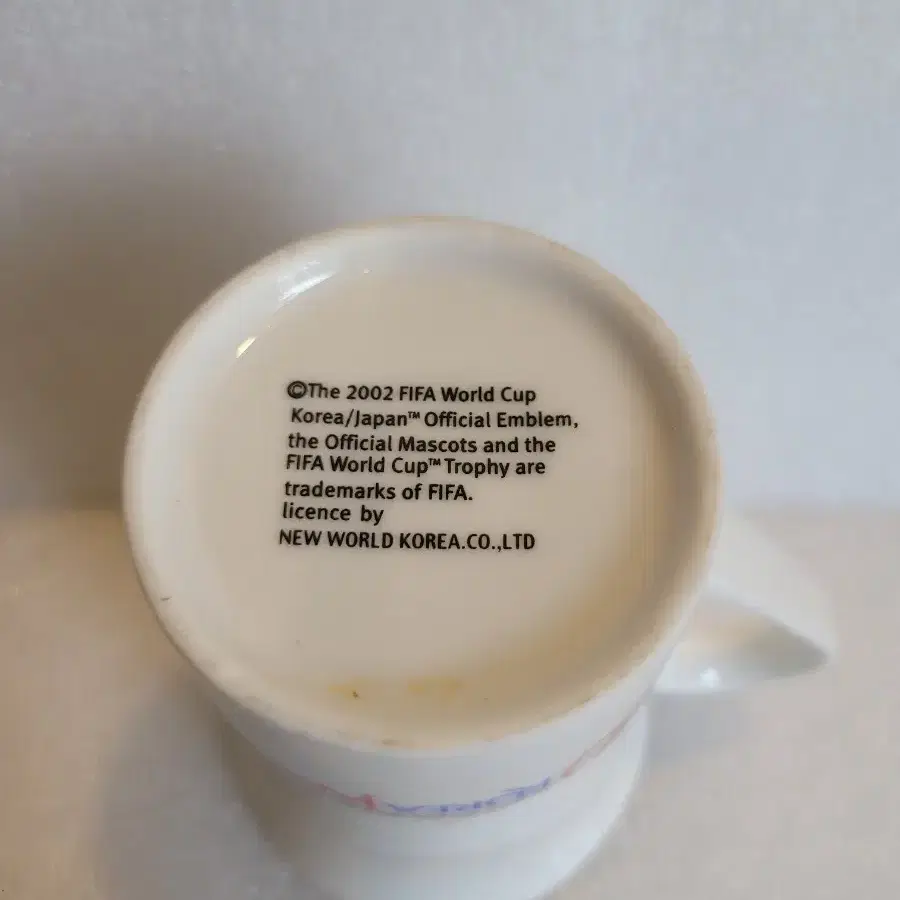 ©The 2002 FIFA World Cup
Korea/Japan™ Official Emblem,
the Official Mascots and the
FIFA World Cup™ Trophy are
trademarks of FIFA.
licence by
NEW WORLD KOREA.CO.,LTD